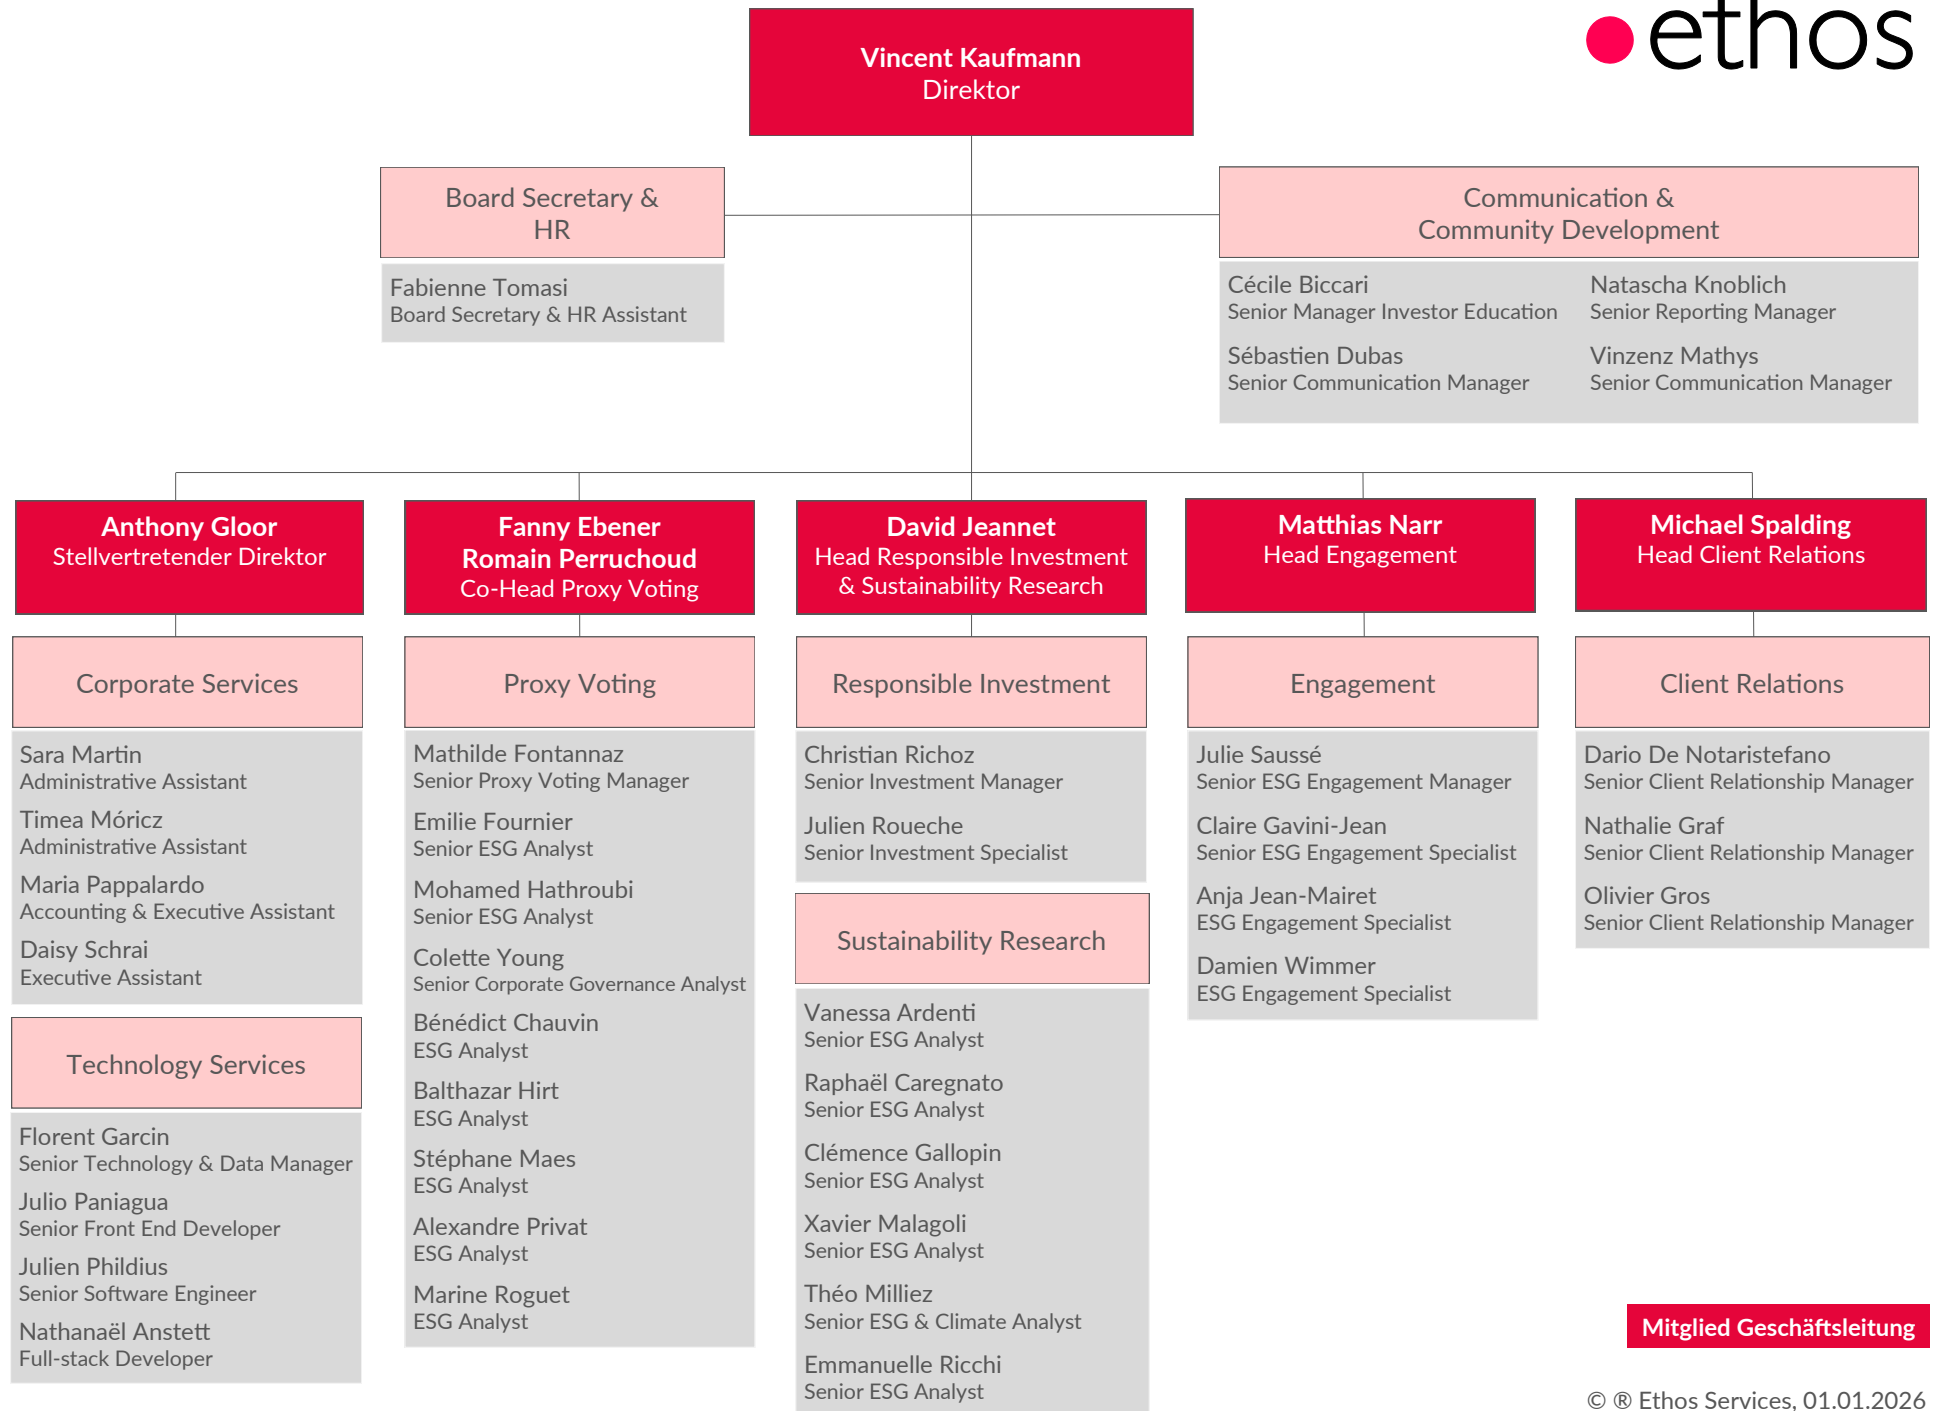 ethos
Vincent Kaufmann
Direktor
Board Secretary &
HR
Fabienne Tomasi
Board Secretary & HR Assistant
Communication &
Community Development
Cécile Biccari
Senior Manager Investor Education
Sébastien Dubas
Senior Communication Manager
Natascha Knoblich
Senior Reporting Manager
Vinzenz Mathys
Senior Communication Manager
Anthony Gloor
Stellvertretender Direktor
Corporate Services
Sara Martin
Administrative Assistant
Timea Móricz
Administrative Assistant
Maria Pappalardo
Accounting & Executive Assistant
Daisy Schrai
Executive Assistant
Technology Services
Florent Garcin
Senior Technology & Data Manager
Julio Paniagua
Senior Front End Developer
Julien Phildius
Senior Software Engineer
Nathanaël Anstett
Full-stack Developer
Fanny Ebener
Romain Perruchoud
Co-Head Proxy Voting
Proxy Voting
Mathilde Fontannaz
Senior Proxy Voting Manager
Emilie Fournier
Senior ESG Analyst
Mohamed Hathroubi
Senior ESG Analyst
Colette Young
Senior Corporate Governance Analyst
Bénédict Chauvin
ESG Analyst
Balthazar Hirt
ESG Analyst
Stéphane Maes
ESG Analyst
Alexandre Privat
ESG Analyst
Marine Roguet
ESG Analyst
David Jeannet
Head Responsible Investment
& Sustainability Research
Responsible Investment
Christian Richoz
Senior Investment Manager
Julien Roueche
Senior Investment Specialist
Sustainability Research
Vanessa Ardenti
Senior ESG Analyst
Raphaël Caregnato
Senior ESG Analyst
Clémence Gallopin
Senior ESG Analyst
Xavier Malagoli
Senior ESG Analyst
Théo Milliez
Senior ESG & Climate Analyst
Emmanuelle Ricchi
Senior ESG Analyst
Matthias Narr
Head Engagement
Engagement
Julie Saussé
Senior ESG Engagement Manager
Claire Gavini-Jean
Senior ESG Engagement Specialist
Anja Jean-Mairet
ESG Engagement Specialist
Damien Wimmer
ESG Engagement Specialist
Michael Spalding
Head Client Relations
Client Relations
Dario De Notaristefano
Senior Client Relationship Manager
Nathalie Graf
Senior Client Relationship Manager
Olivier Gros
Senior Client Relationship Manager
Mitglied Geschäftsleitung
© ® Ethos Services, 01.01.2026